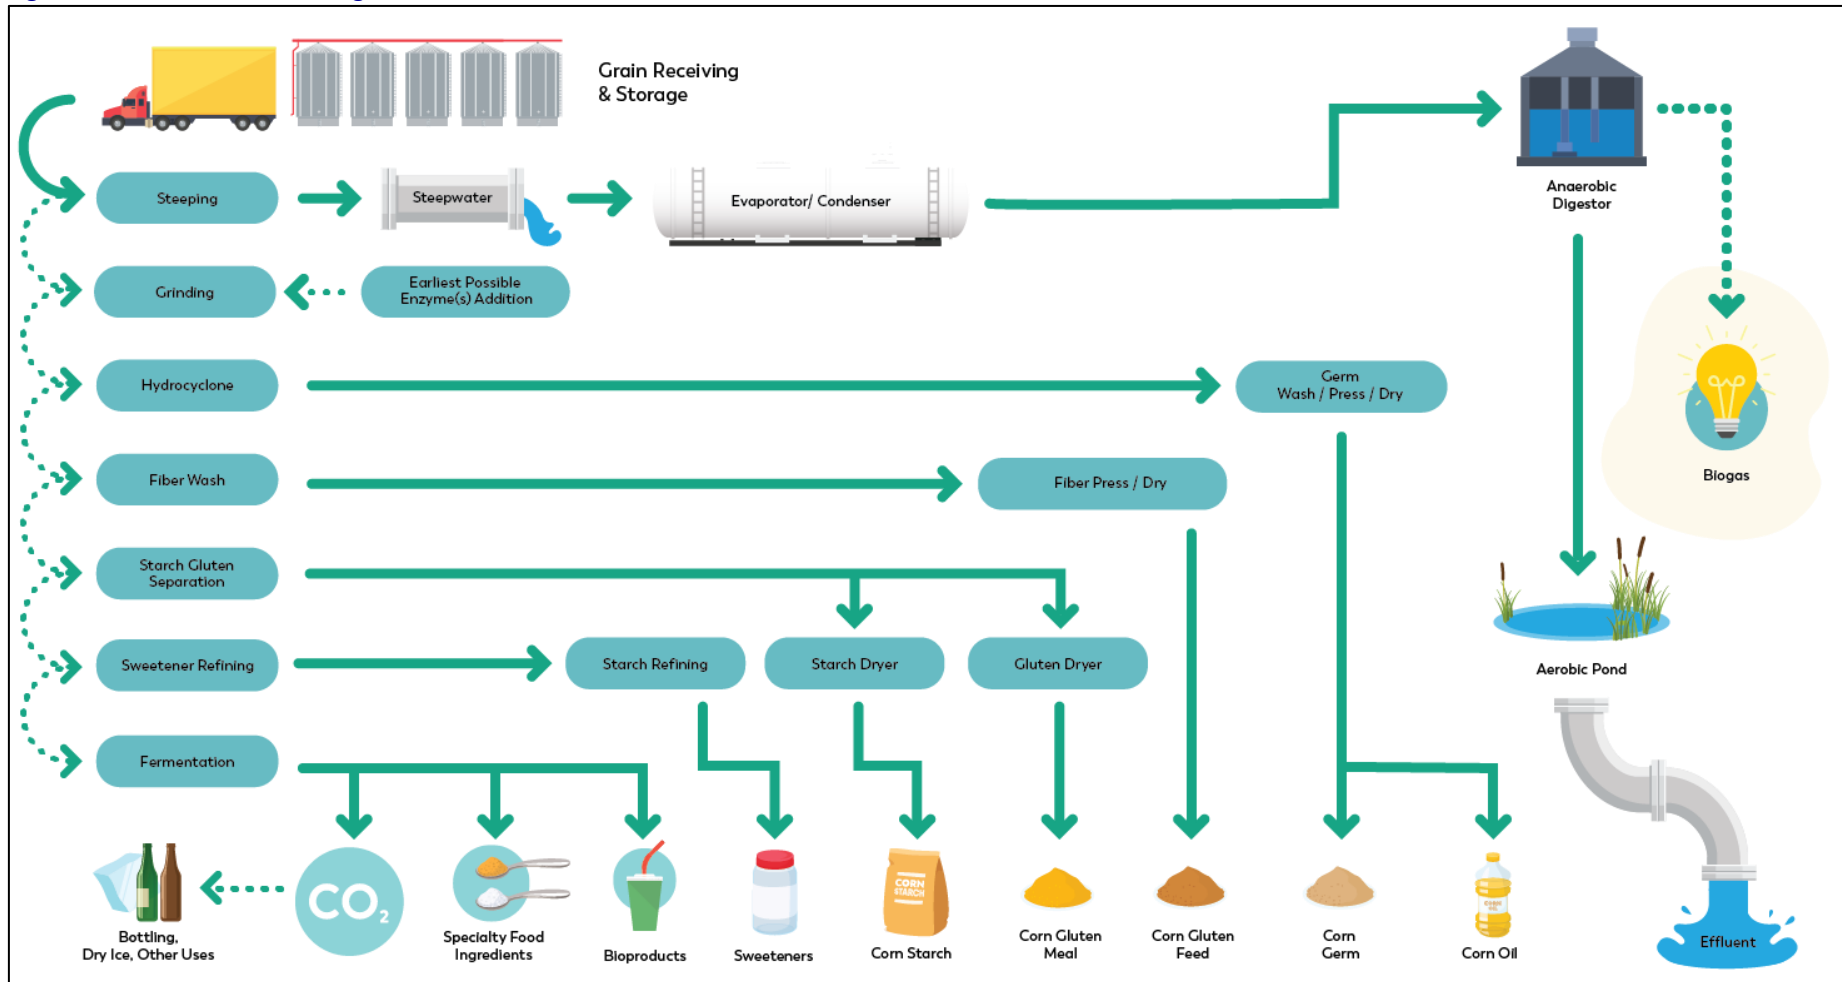 Grain Receiving
& Storage
Steeping
Steepwater
Evaporator/ Condenser
Anaerobic
Digestor
Grinding
Earliest Possible
Enzyme(s) Addition
Hydrocyclone
Germ
Wash / Press / Dry
Biogas
Fiber Wash
Fiber Press / Dry
Starch Gluten
Separation
Sweetener Refining
Starch Refining
Starch Dryer
Gluten Dryer
Aerobic Pond
Fermentation
CO2
CORN
STARCH
CORN
OIL
Bottling,
Dry Ice, Other Uses
Specialty Food
Ingredients
Bioproducts
Sweeteners
Corn Starch
Corn Gluten
Meal
Corn Gluten
Feed
Corn
Germ
Corn Oil
Effluent